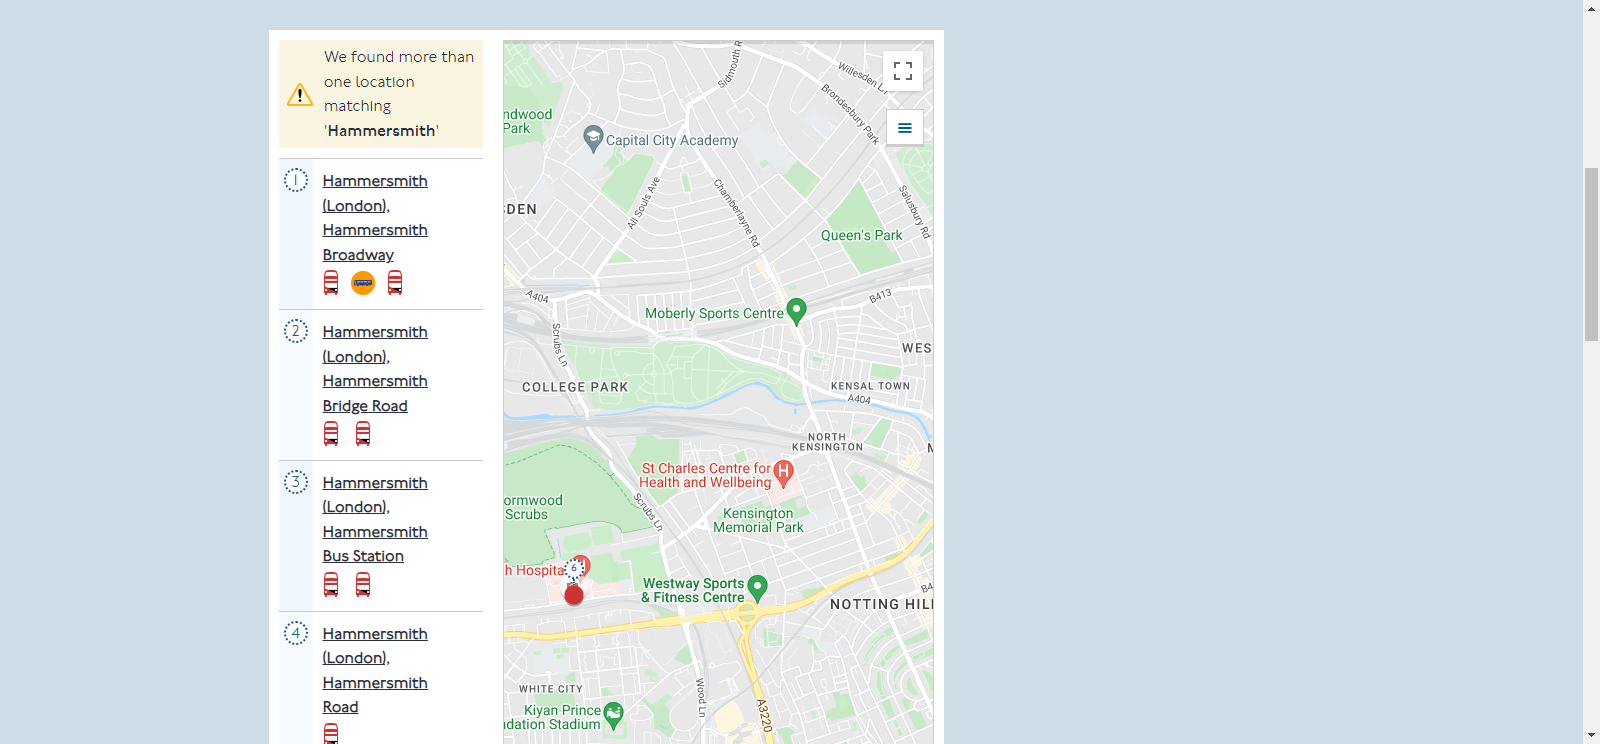 We found more than
one location
matching
'Hammersmith'
1
Hammersmith
(London),
Hammersmith
Broadway
2
Hammersmith
(London),
Hammersmith
Bridge Road
3
Hammersmith
(London),
Hammersmith
Bus Station
4
Hammersmith
(London),
Hammersmith
Road
Sidmouth R
Willesden Ln
Brondesbury Park
ndwood
Park
Capital City Academy
All Souls Ave
Chamberlayne Rd
Salusbury Rd
SDEN
Queen's Park
A404
B413
Moberly Sports Centre
Scrubs Ln
WES
COLLEGE PARK
KENSAL TOWN
A404
NORTH
KENSINGTON
St Charles Centre for
Health and Wellbeing
H
ormwood
Scrubs
Scrubs Ln
Kensington
Memorial Park
6
h Hospita
Westway Sports
& Fitness Centre
B4
NOTTING HILL
WHITE CITY
Wood Ln
A3220
Kiyan Prince
ndation Stadium